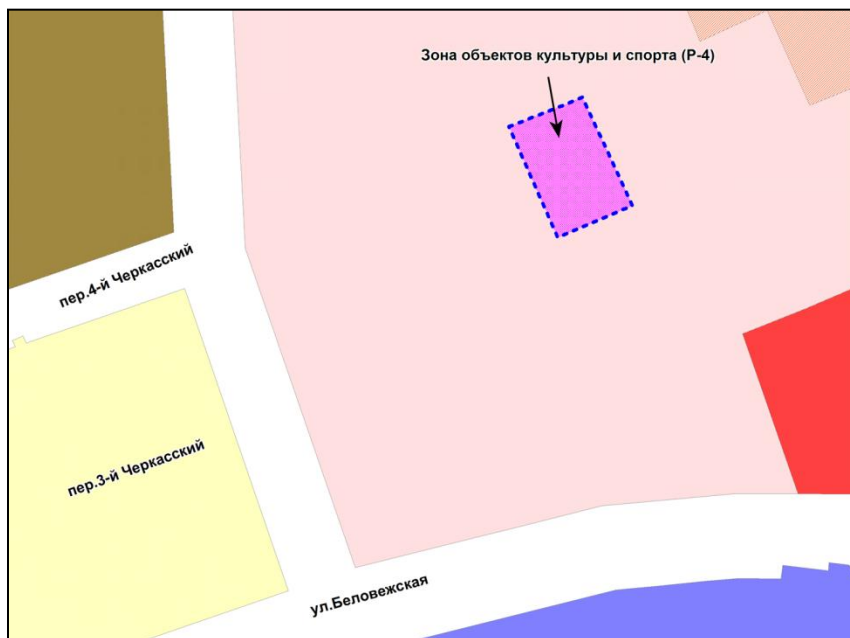 Зона объектов культуры и спорта (Р-4)
пер.4-й Черкасский
пер.3-й Черкасский
ул.Беловежская